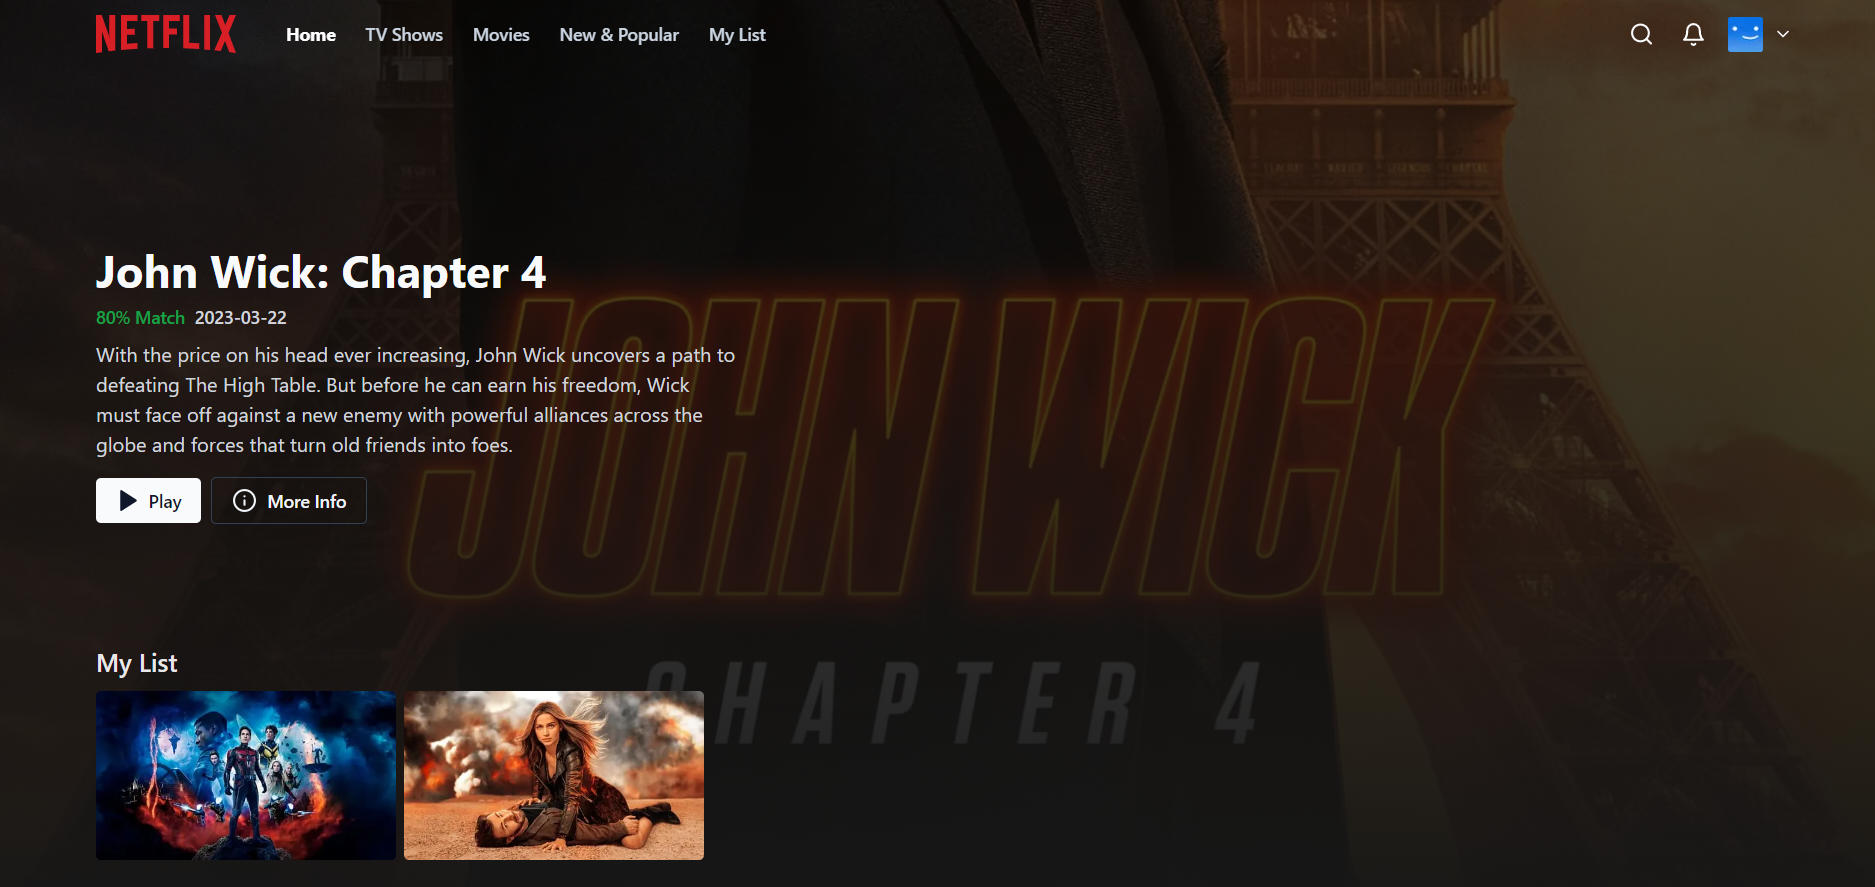 NETFLIX
Home
TV Shows
Movies
New & Popular
My List
John Wick: Chapter 4
80% Match 2023-03-22
With the price on his head ever increasing, John Wick uncovers a path to
defeating The High Table. But before he can earn his freedom, Wick
must face off against a new enemy with powerful alliances across the
globe and forces that turn old friends into foes.
Play
More Info
JOHN WICK
CHAPTER 4
My List